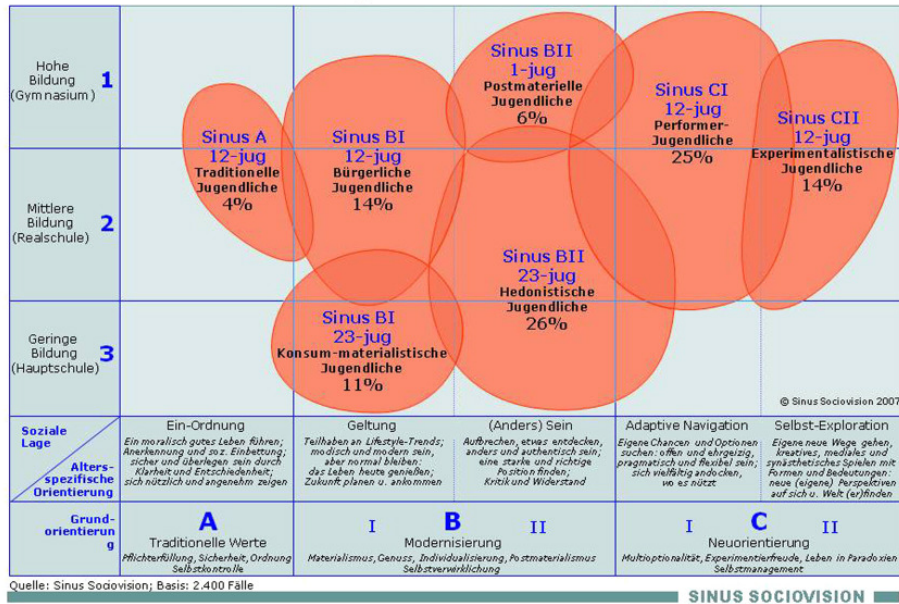 Hohe
Bildung
(Gymnasium)
1
Mittlere
Bildung
(Realschule)
2
Geringe
Bildung
(Hauptschule)
3
Sinus A
12-jug
Traditionelle
Jugendliche
4%
Sinus BI
12-jug
Bürgerliche
Jugendliche
14%
Sinus BII
1-jug
Postmaterielle
Jugendliche
6%
Sinus CI
12-jug
Performer-
Jugendliche
25%
Sinus CII
12-jug
Experimentalistische
Jugendliche
14%
Sinus BI
23-jug
Konsum-materialistische
Jugendliche
11%
Sinus BII
23-jug
Hedonistische
Jugendliche
26%
© Sinus Sociovision 2007
Soziale
Lage
Alters-
spezifische
Orientierung
Ein-Ordnung
Ein moralisch gutes Leben führen;
Anerkennung und soz. Einbettung;
sicher und überlegen sein durch
Klarheit und Entschiedenheit;
sich nützlich und angenehm zeigen
Geltung
Teilhaben an Lifestyle-Trends;
modisch und modern sein,
aber normal bleiben:
das Leben heute genießen;
Zukunft planen u. ankommen
(Anders) Sein
Aufbrechen, etwas entdecken,
anders und authentisch sein;
eine starke und richtige
Position finden;
Kritik und Widerstand
Adaptive Navigation
Eigene Chancen und Optionen
suchen: offen und ehrgeizig,
pragmatisch und flexibel sein;
sich vielfältig andocken,
wo es nützt
Selbst-Exploration
Eigene neue Wege gehen,
kreatives, mediales und
synästhetisches Spielen mit
Formen und Bedeutungen:
neue (eigene) Perspektiven
auf sich u. Welt (er)finden
Grund-
orientierun
g
A
Traditionelle Werte
Pflichterfüllung, Sicherheit, Ordnung
Selbstkontrolle
I B II
Modernisierung
Materialismus, Genuss, Individualisierung, Postmaterialismus
Selbstverwirklichung
I C II
Neuorientierung
Multioptionalität, Experimentierfreude, Leben in Paradoxien
Selbstmanagement
Quelle: Sinus Sociovision; Basis: 2.400 Fälle
SINUS SOCIOVISION